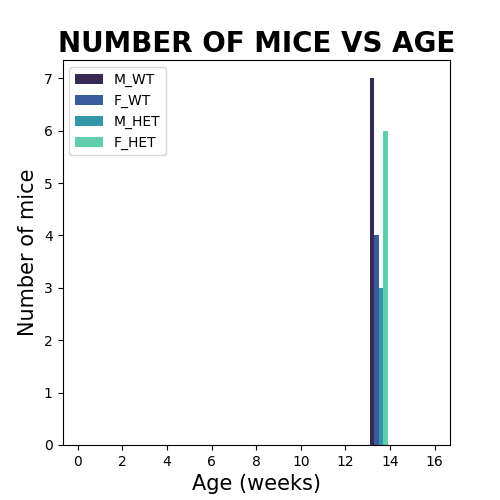 NUMBER OF MICE VS AGE
M_WT
F_WT
M_HET
F_HET
Number of mice
7
6
5
4
3
2
1
0
0 2 4 6 8 10 12 14 16
Age (weeks)